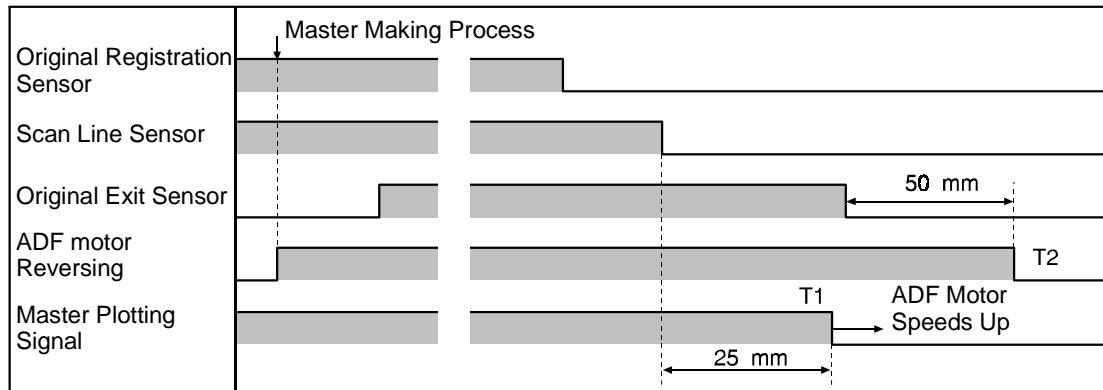 Master Making Process
Original Registration
Sensor
Scan Line Sensor
Original Exit Sensor
50 mm
ADF motor
Reversing
T2
Master Plotting
Signal
T1
ADF Motor
Speeds Up
25 mm